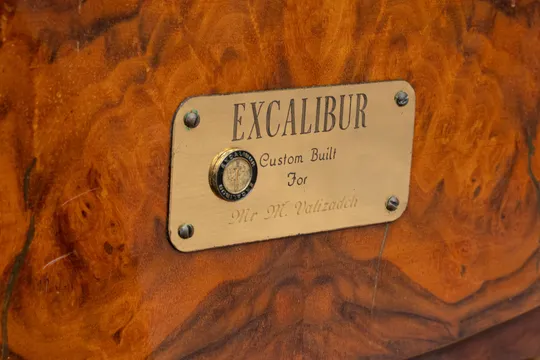 EXCALIBUR
Custom Built
For
Mr M. Valizadeh